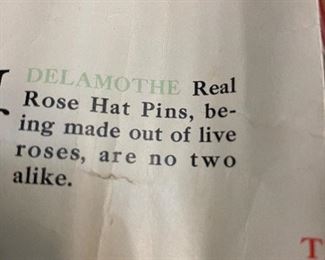 DELAMOTHE Real
Rose Hat Pins, be-
ing made out of live
roses, are no two
alike.
T